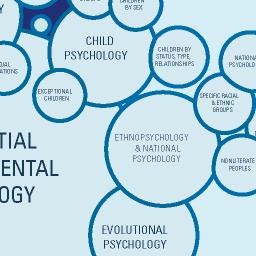 BY SEX
CHILD
PSYCHOLOGY
CHILDREN BY
STATUS, TYPE,
RELATIONSHIPS
EXCEPTIONAL
CHILDREN
SPECIFIC RACIAL
& ETHNIC
GROUPS
ETHNOPSYCHOLOGY
& NATIONAL
PSYCHOLOGY
NONLITERATE
PEOPLES
TIAL
ENTAL
OGY
EVOLUTIONAL
PSYCHOLOGY